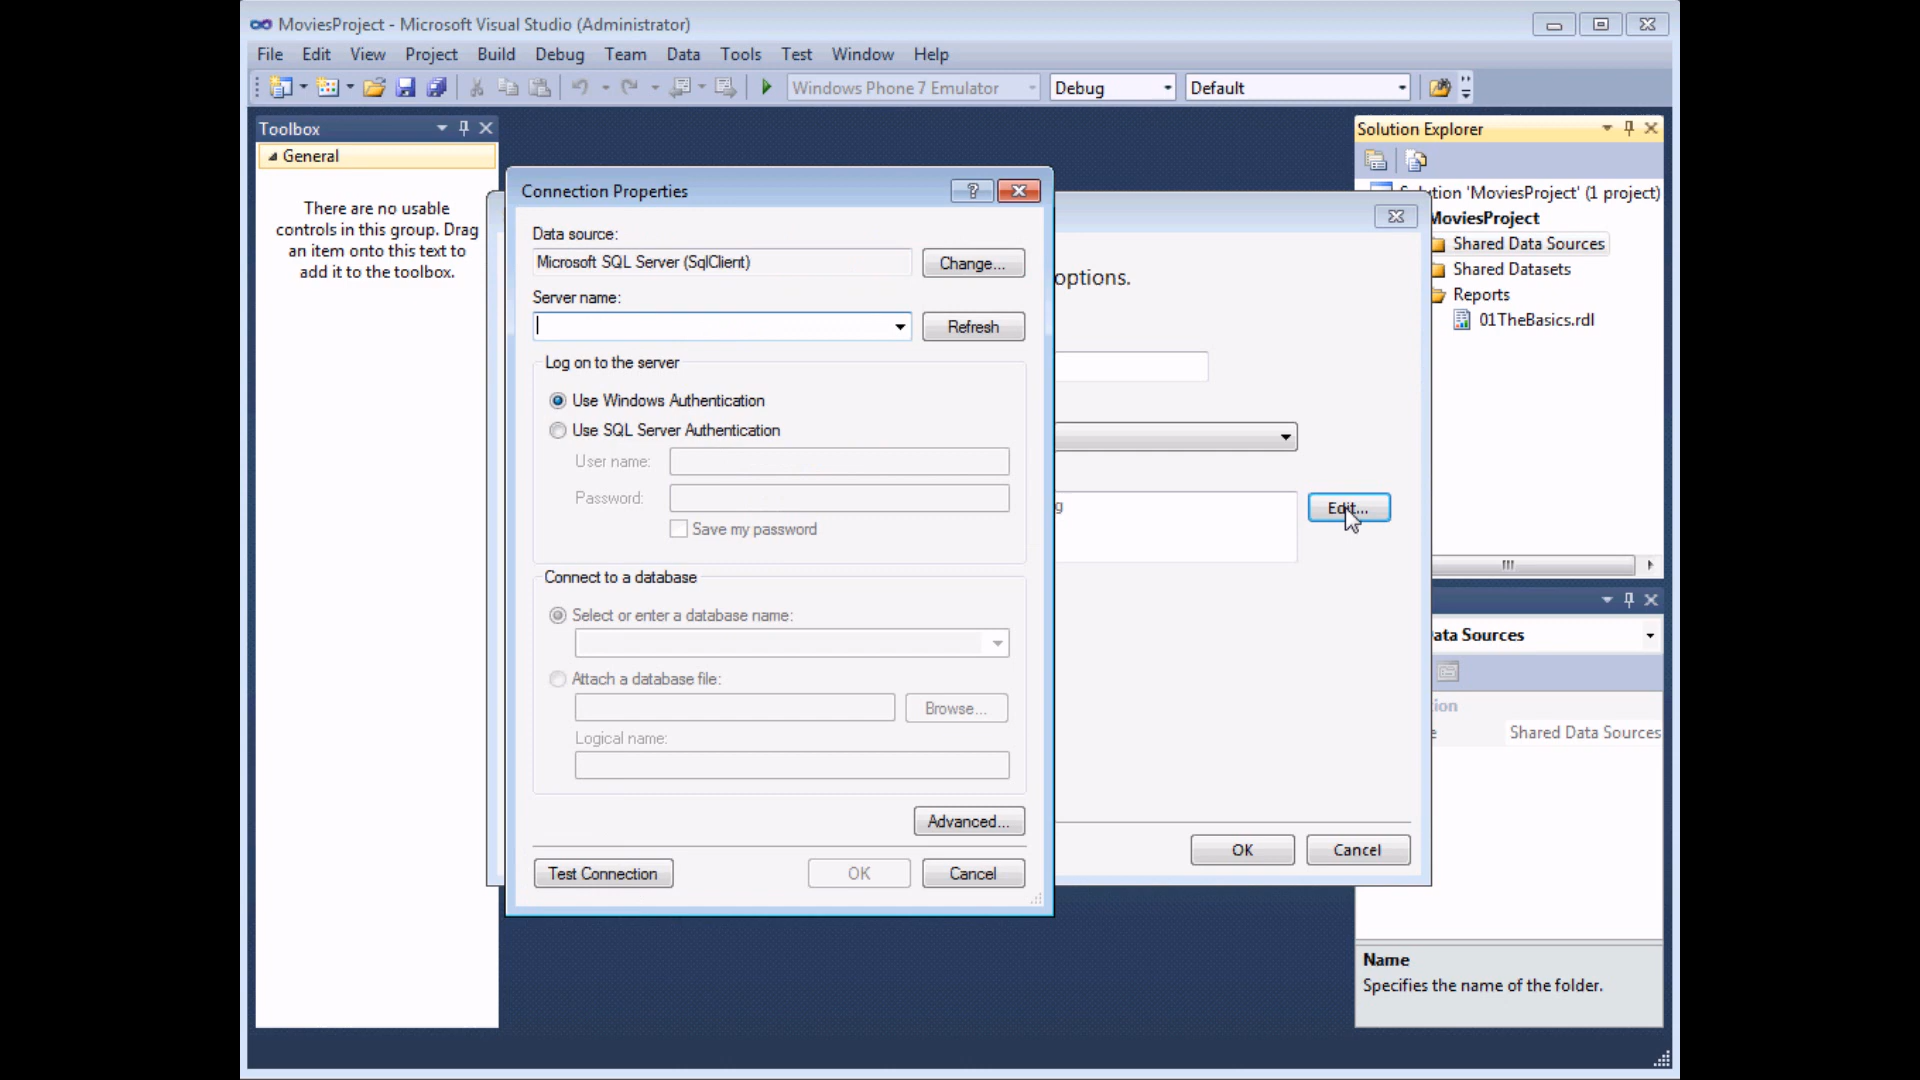 MoviesProject - Microsoft Visual Studio (Administrator)
File Edit View Project Build Debug Team Data Tools Test Window Help
Windows Phone 7 Emulator Debug Default
Toolbox
General
There are no usable
controls in this group. Drag
an item onto this text to
add it to the toolbox.
Connection Properties
Data source:
Microsoft SQL Server (SqlClient)
Change...
Server name:
Refresh
Log on to the server
Use Windows Authentication
Use SQL Server Authentication
User name:
Password:
Save my password
Connect to a database
Select or enter a database name:
Attach a database file:
Browse...
Logical name:
Advanced...
Test Connection OK Cancel
options.
g
Edit...
OK Cancel
Solution Explorer
'MoviesProject' (1 project)
MoviesProject
Shared Data Sources
Shared Datasets
Reports
01TheBasics.rdl
Sources
Shared Data Sources
Name
Specifies the name of the folder.